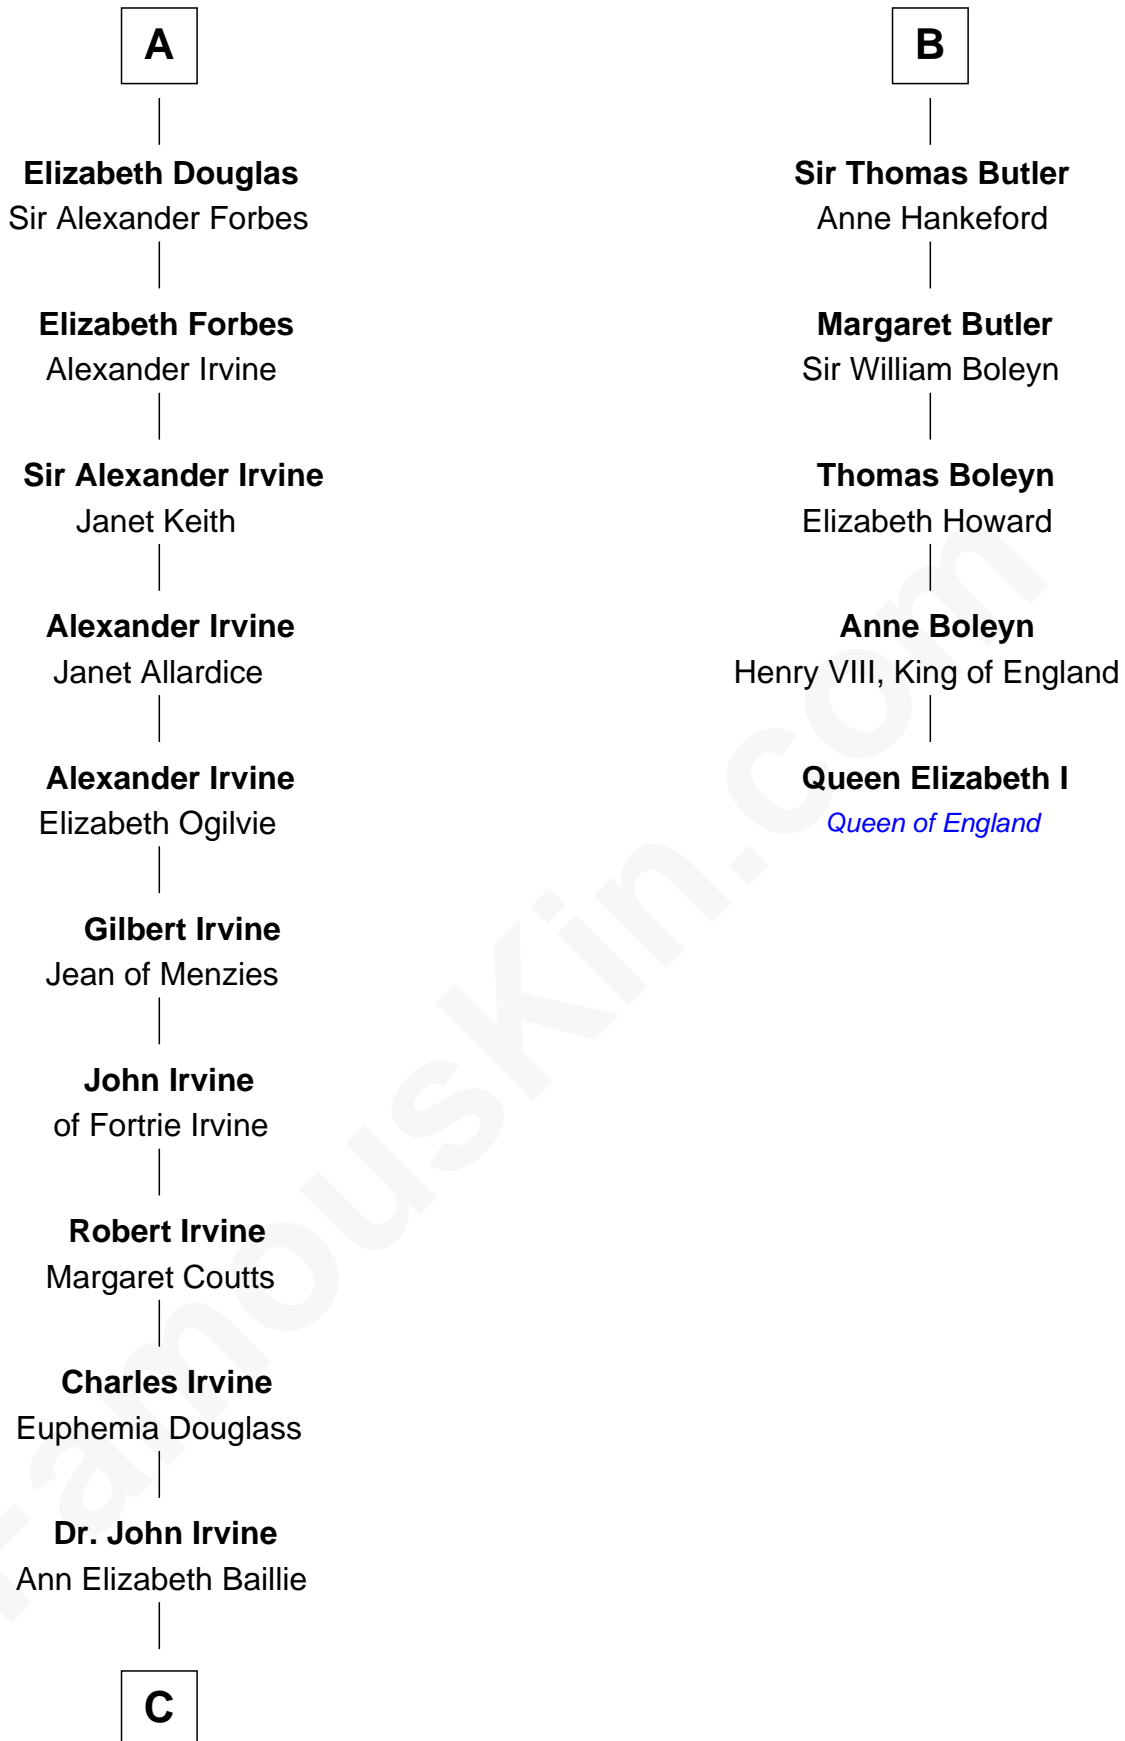 A
Elizabeth Douglas
Sir Alexander Forbes
Elizabeth Forbes
Alexander Irvine
Sir Alexander Irvine
Janet Keith
Alexander Irvine
Janet Allardice
Alexander Irvine
Elizabeth Ogilvie
Gilbert Irvine
Jean of Menzies
John Irvine
of Fortrie Irvine
Robert Irvine
Margaret Coutts
Charles Irvine
Euphemia Douglass
Dr. John Irvine
Ann Elizabeth Baillie
C
B
Sir Thomas Butler
Anne Hankeford
Margaret Butler
Sir William Boleyn
Thomas Boleyn
Elizabeth Howard
Anne Boleyn
Henry VIII, King of England
Queen Elizabeth I
Queen of England
FamousKin.com